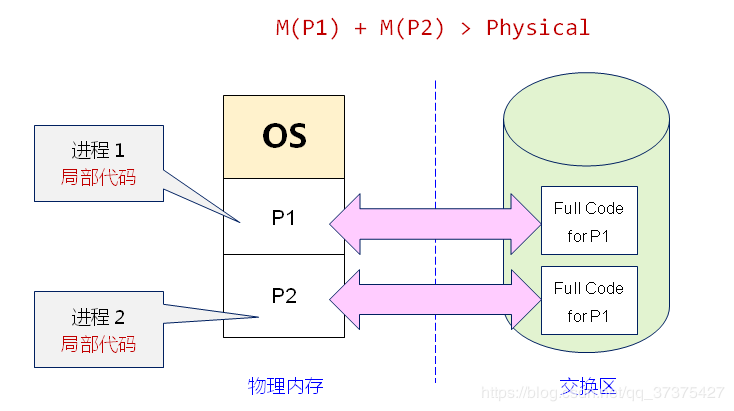 M(P1) + M(P2) > Physical
OS
进程 1
局部代码
P1
Full Code
for P1
进程 2
局部代码
P2
Full Code
for P1
物理内存
交换区
https://blog.csdn.net/qq_37375427